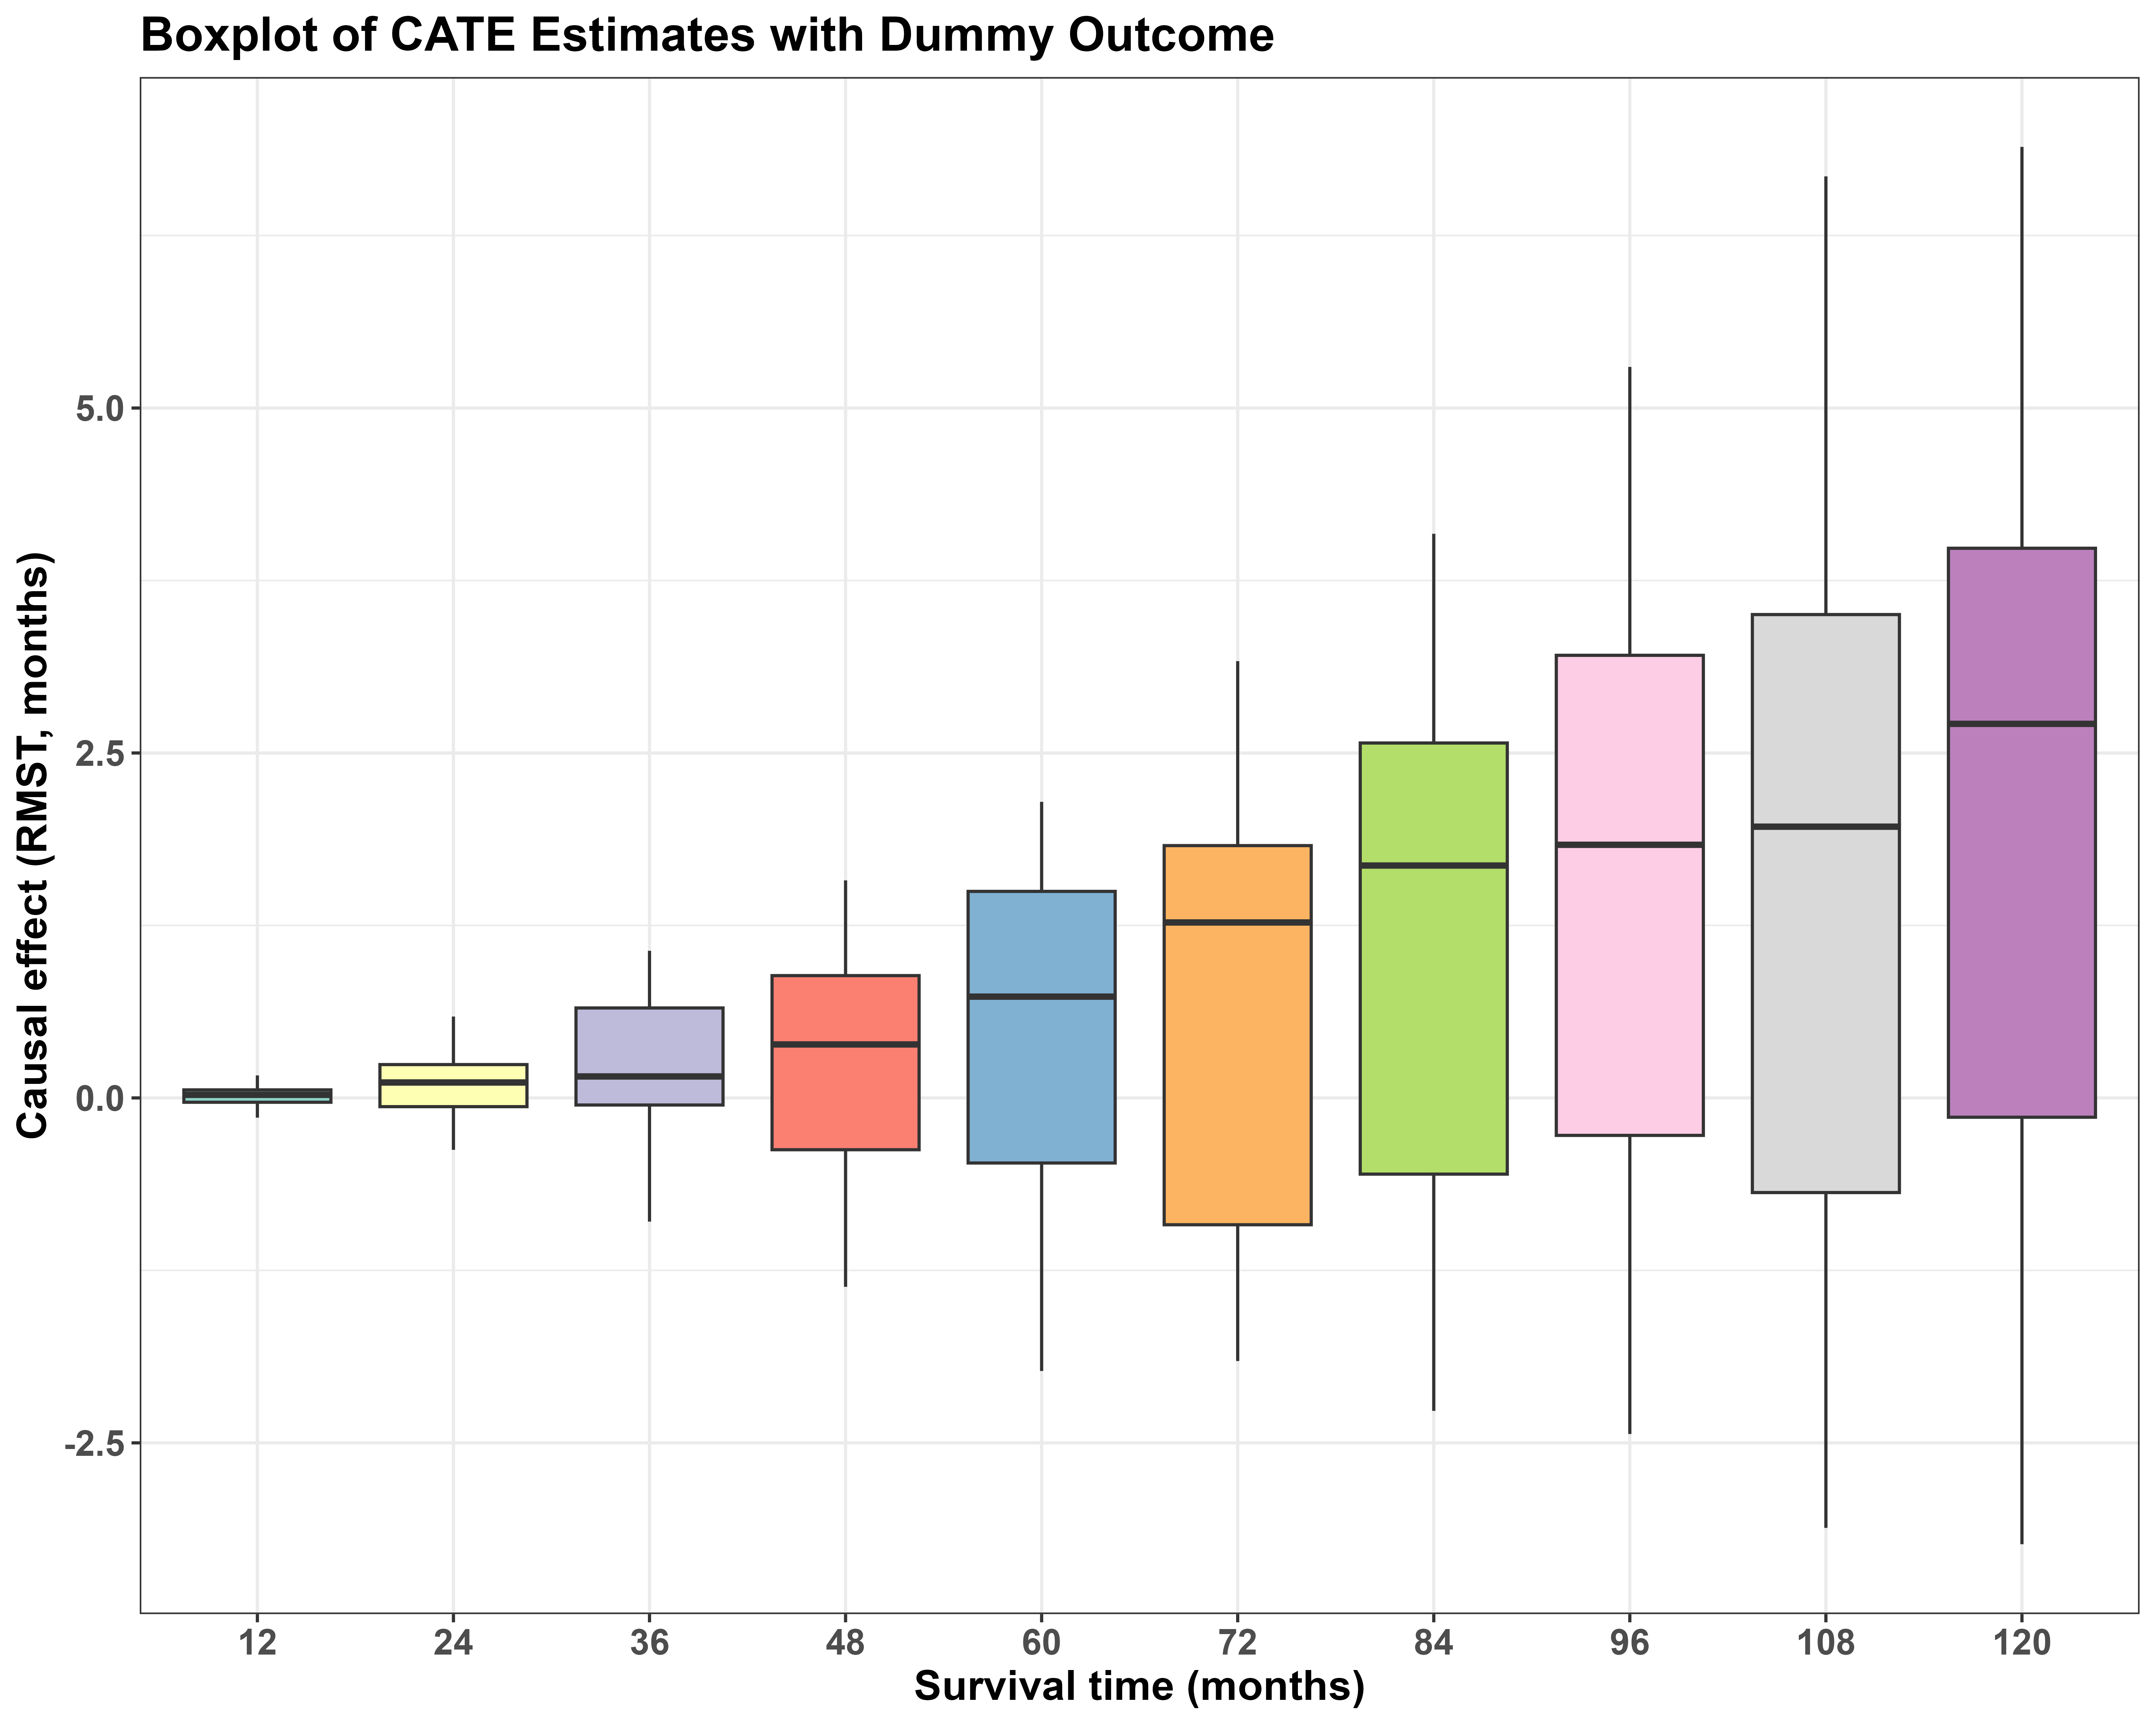 Boxplot of CATE Estimates with Dummy Outcome
Causal effect (RMST, months)
5.0
2.5
0.0
-2.5
12 24 36 48 60 72 84 96 108 120
Survival time (months)